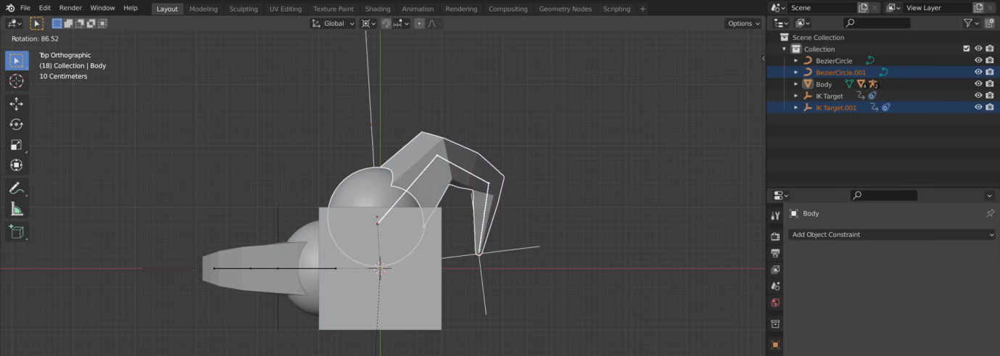 File Edit Render Window Help Layout Modeling Sculpting UV Editing Texture Paint Shading Animation Rendering Compositing Geometry Nodes Scripting + Scene View Layer
Global Options
Rotation: 86.52
Top Orthographic
(18) Collection | Body
10 Centimeters
Scene Collection
Collection
BezierCircle
BezierCircle.001
Body 4 2
IK Target
IK Target.001
Body
Add Object Constraint